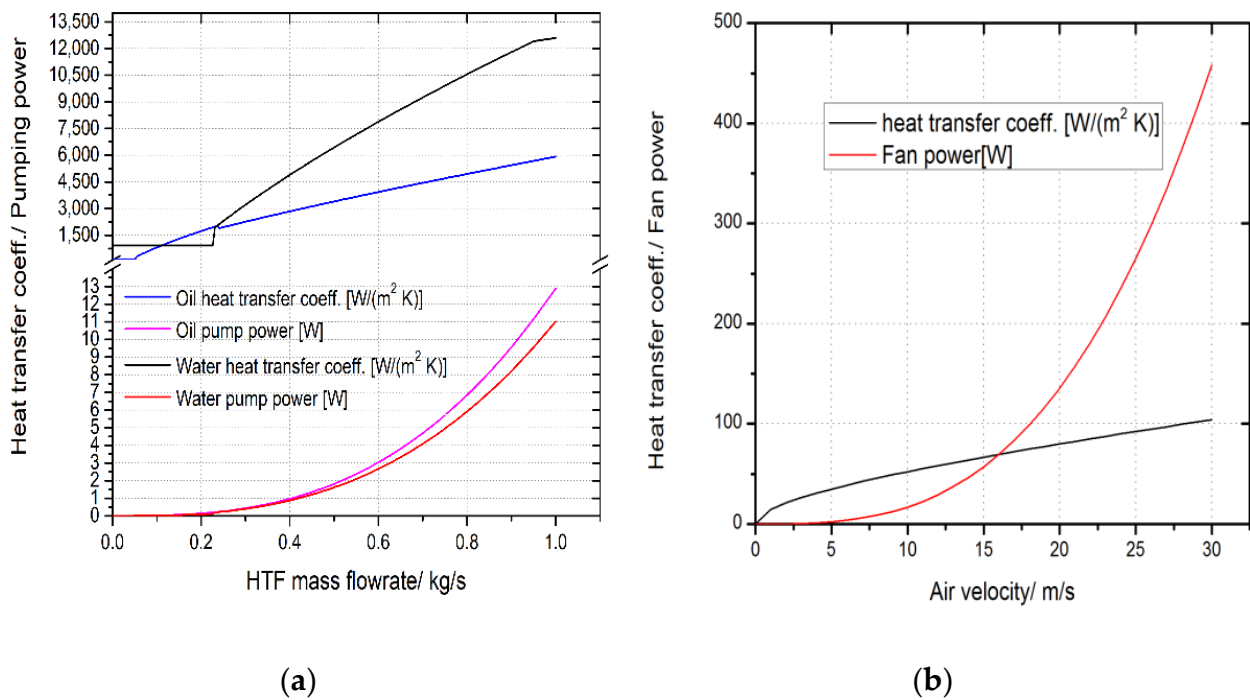 Heat transfer coeff./ Pumping power
13,500
12,000
10,500
9,000
7,500
6,000
4,500
3,000
1,500
13
12
11
10
9
8
7
6
5
4
3
2
1
0
Oil heat transfer coeff. [W/(m² K)]
Oil pump power [W]
Water heat transfer coeff. [W/(m² K)]
Water pump power [W]
0.0 0.2 0.4 0.6 0.8 1.0
HTF mass flowrate/ kg/s
(a)
Heat transfer coeff./ Fan power
500
400
300
200
100
0
heat transfer coeff. [W/(m² K)]
Fan power[W]
0 5 10 15 20 25 30
Air velocity/ m/s
(b)